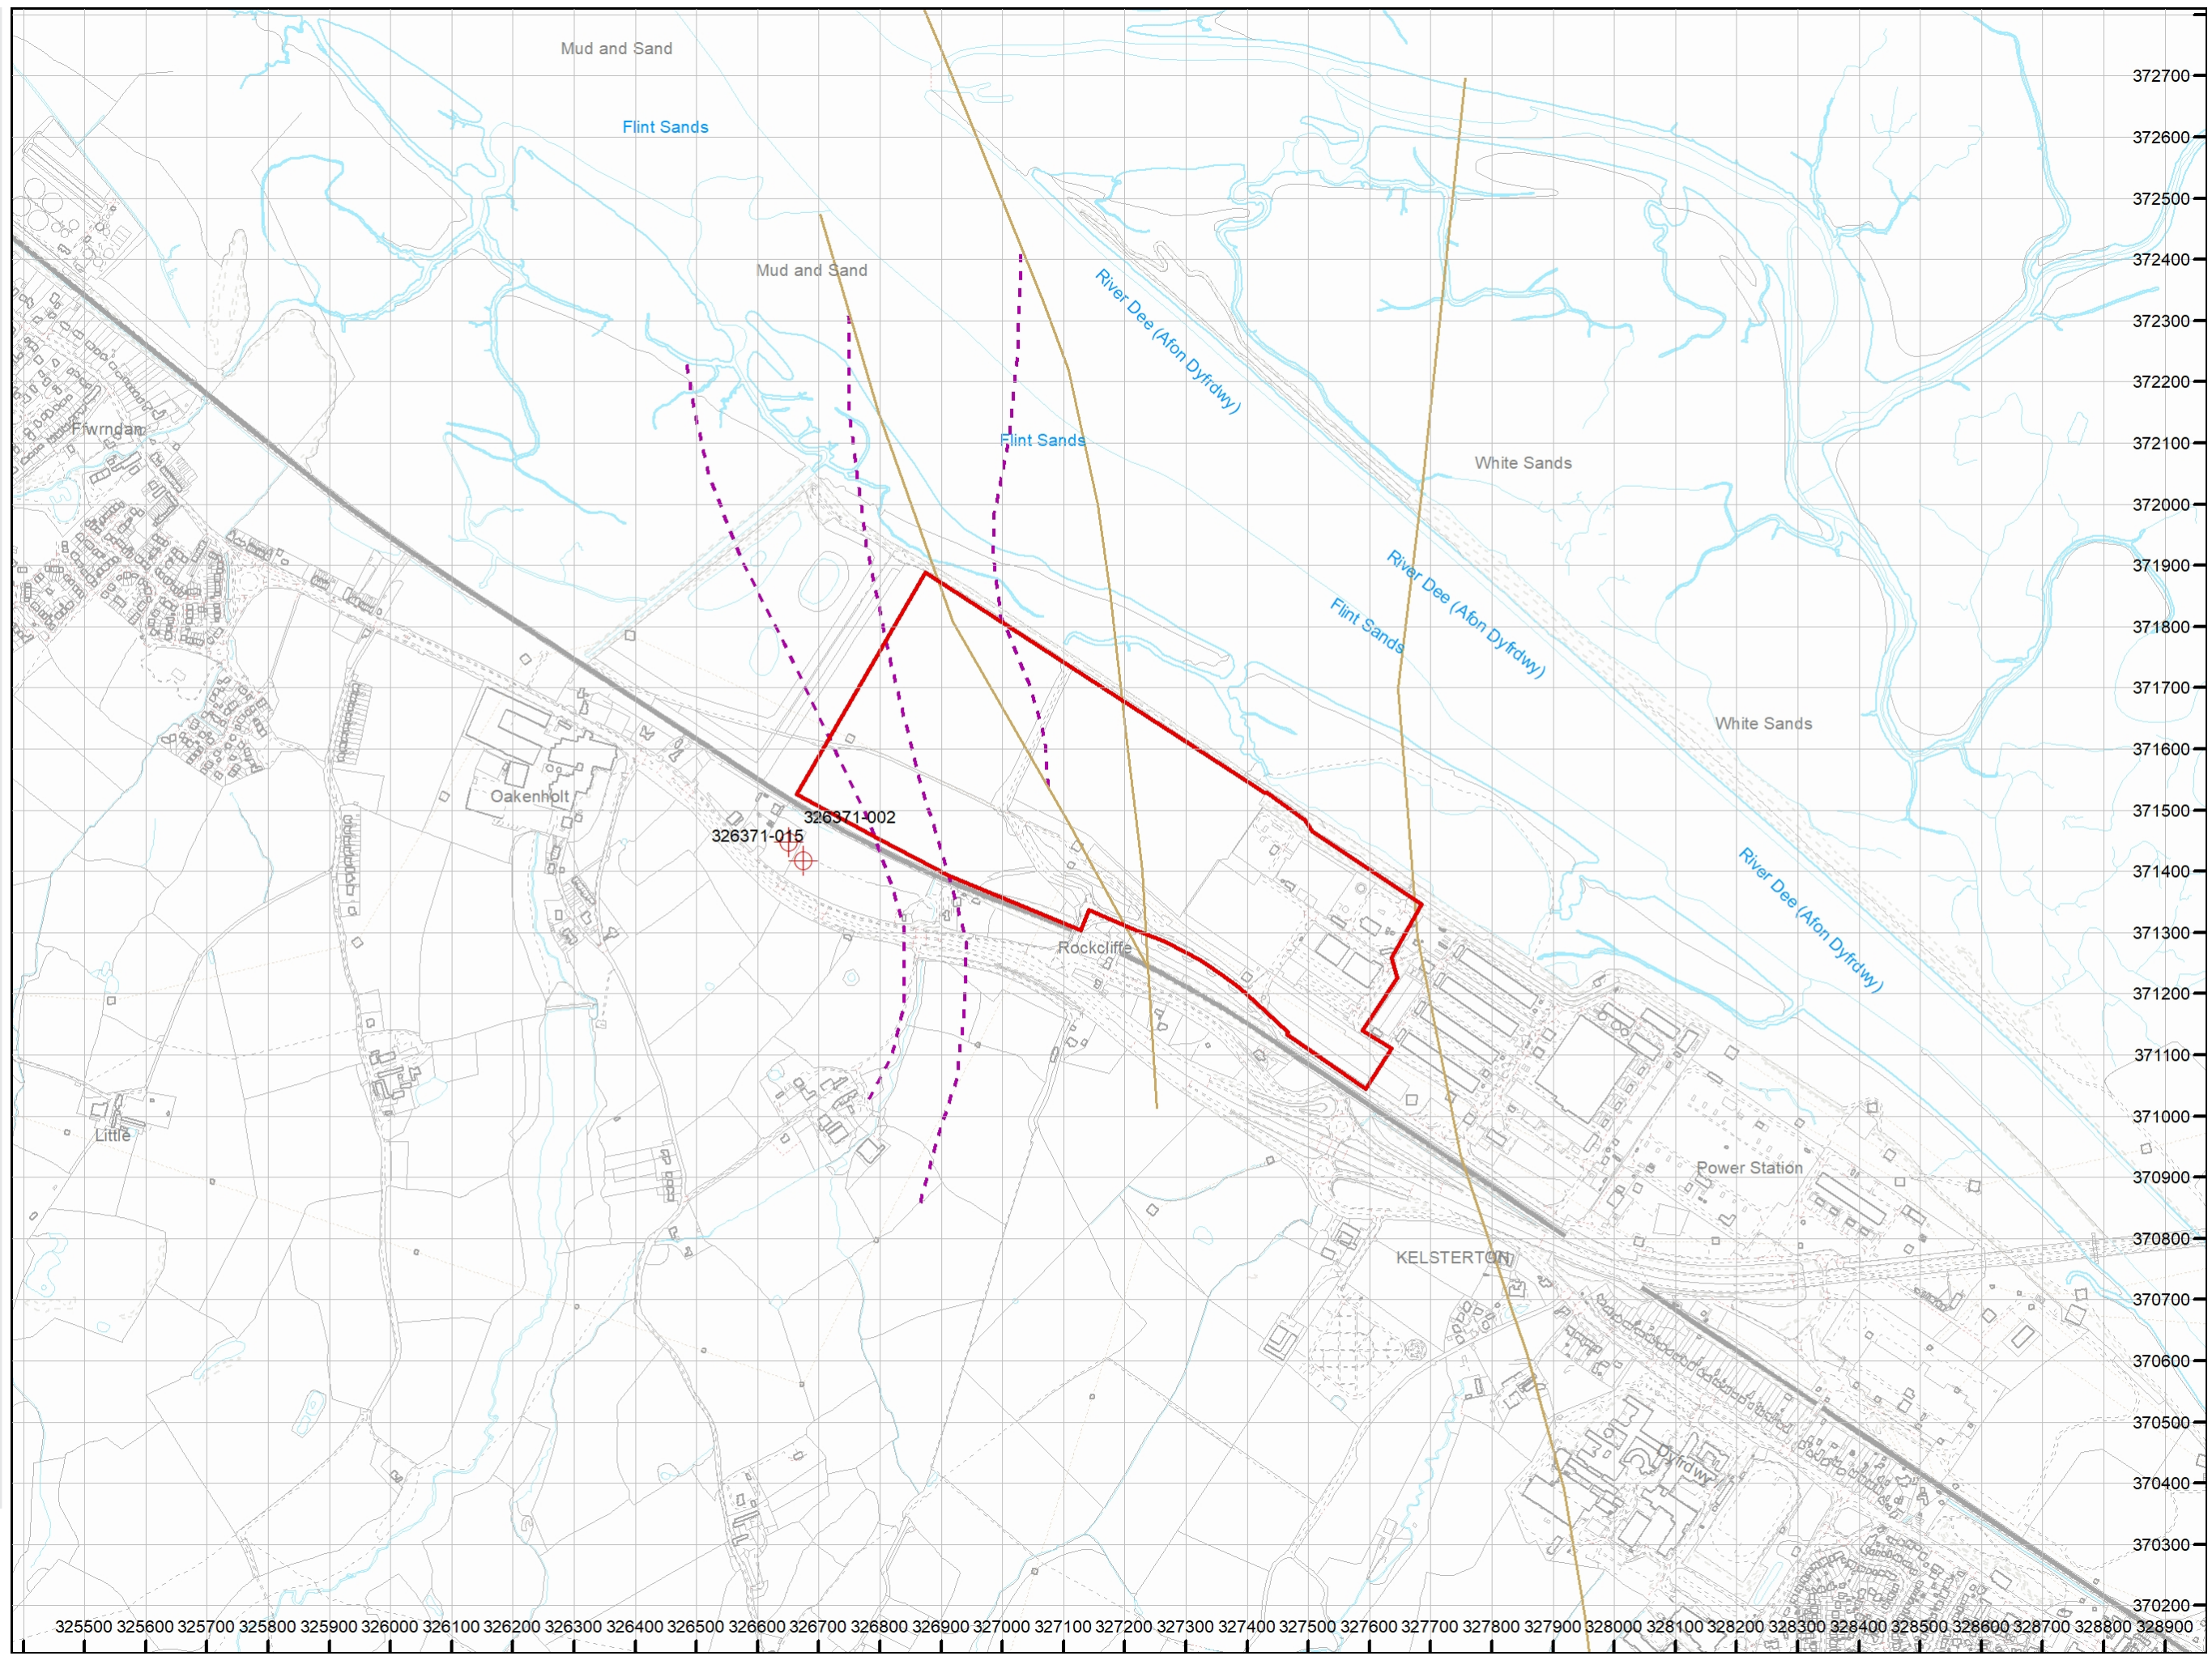 Mud and Sand
372700
Flint Sands
372600
372500
Mud and Sand
372400
River Dee (Afon Dyfrdwy)
372300
372200
Ffwrndan
Flint Sands
372100
White Sands
372000
River Dee (Afon Dyfrdwy)
371900
Flint Sands
371800
371700
White Sands
371600
Oakenholt
371500
326371-002
326371-015
River Dee (Afon Dyfrdwy)
371400
Rockcliffe
371300
371200
371100
Little
371000
Power Station
370900
KELSTERTON
370800
370700
370600
370500
Dyfrdwy
370400
370300
370200
325500 325600 325700 325800 325900 326000 326100 326200 326300 326400 326500 326600 326700 326800 326900 327000 327100 327200 327300 327400 327500 327600 327700 327800 327900 328000 328100 328200 328300 328400 328500 328600 328700 328800 328900